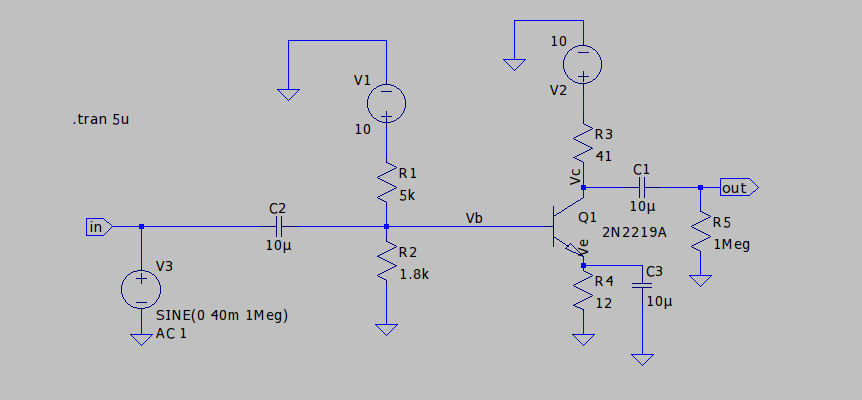 10
V2
V1
10
.tran 5u
R3
41
Vc
C1
10µ
out
R1
5k
in
C2
10µ
Vb
Q1
2N2219A
Ve
R5
1Meg
R2
1.8k
V3
SINE(0 40m 1Meg)
AC 1
R4
12
C3
10µ